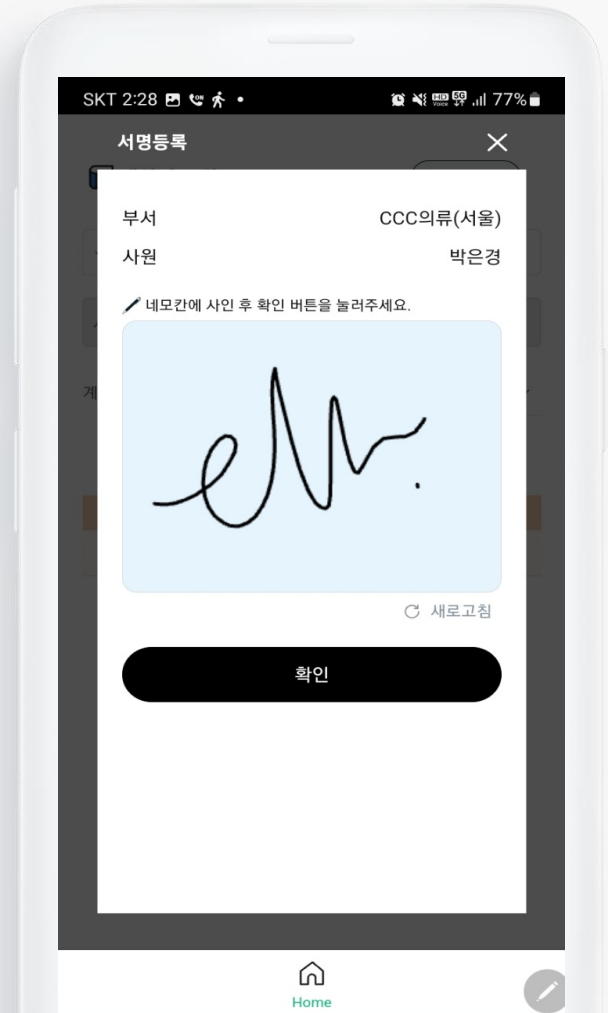 SKT 2:28 77%
서명등록
부서 CCC의류(서울)
사원 박은경
네모칸에 사인 후 확인 버튼을 눌러주세요.
새로고침
확인
Home